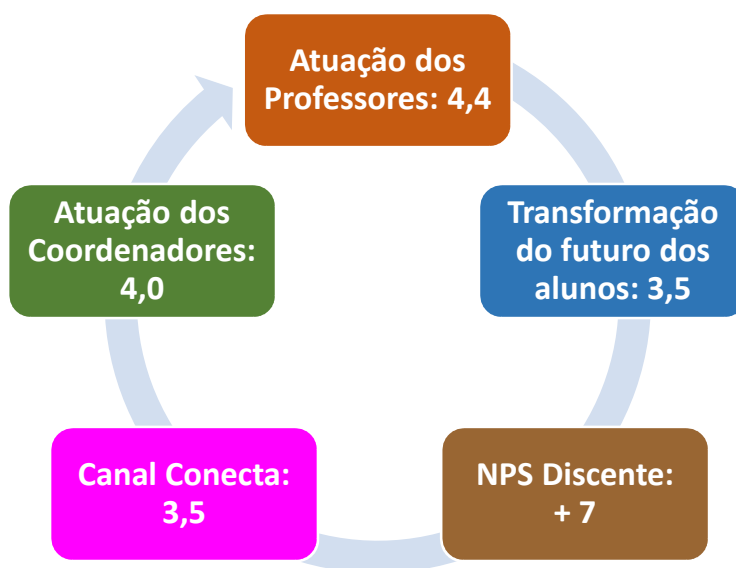 Atuação dos
Professores: 4,4
Transformação
do futuro dos
alunos: 3,5
NPS Discente:
+ 7
Canal Conecta:
3,5
Atuação dos
Coordenadores:
4,0